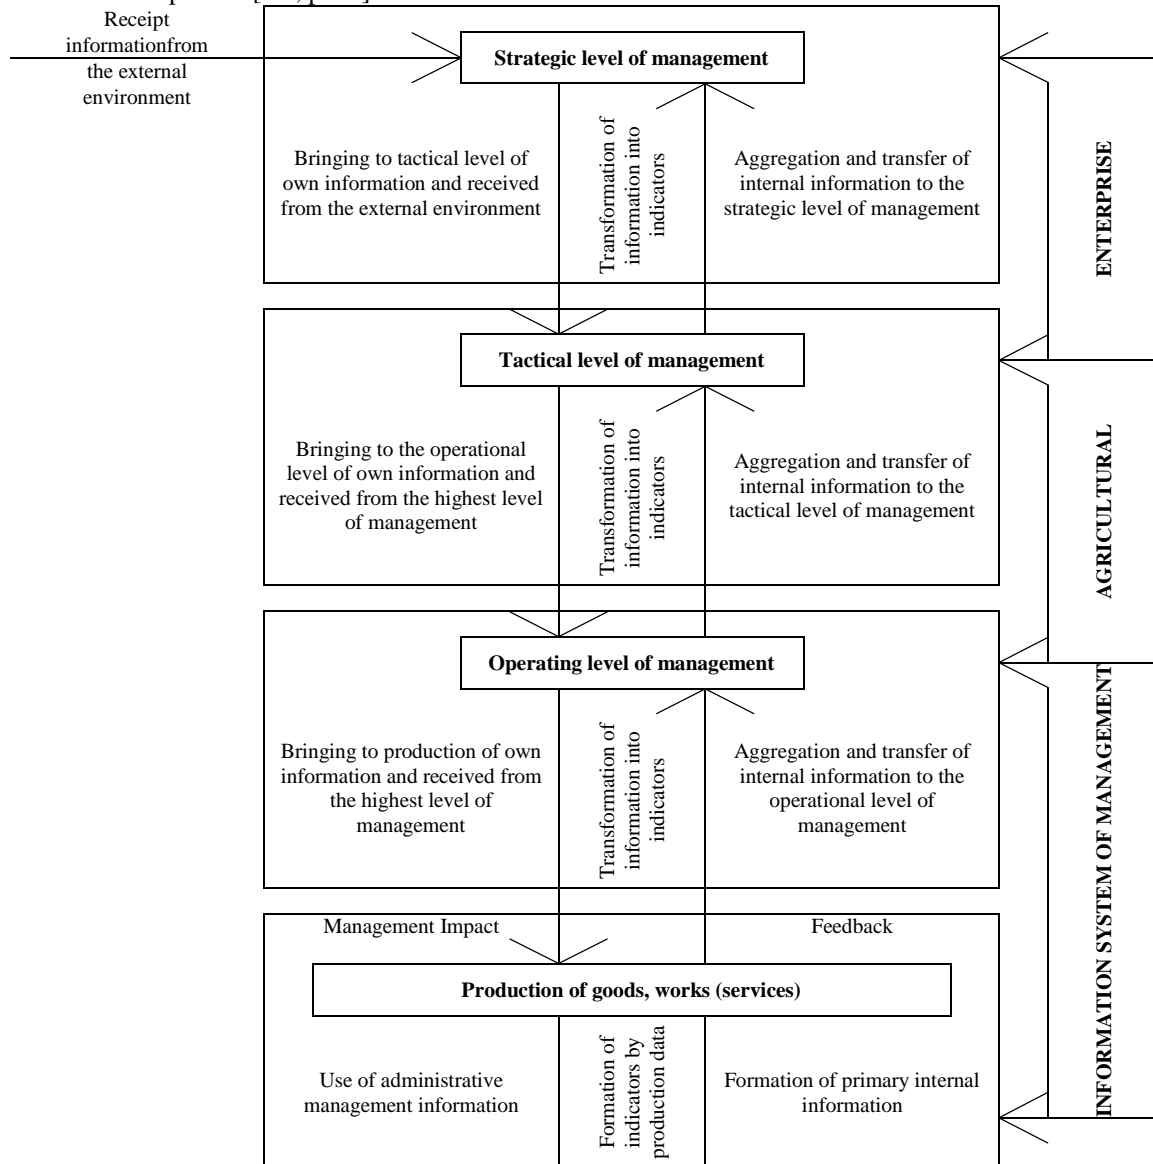 Receipt
informationfrom
the external
environment
Strategic level of management
Bringing to tactical level of
own information and received
from the external environment
Transformation of
information into
indicators
Aggregation and transfer of
internal information to the
strategic level of management
Tactical level of management
Bringing to the operational
level of own information and
received from the highest level
of management
Transformation of
information into
indicators
Aggregation and transfer of
internal information to the
tactical level of management
Operating level of management
Bringing to production of own
information and received from
the highest level of
management
Transformation of
information into
indicators
Aggregation and transfer of
internal information to the
operational level of
management
Management Impact
Feedback
Production of goods, works (services)
Use of administrative
management information
Formation of
indicators by
production data
Formation of primary internal
information
INFORMATION SYSTEM OF MANAGEMENT
AGRICULTURAL
ENTERPRISE